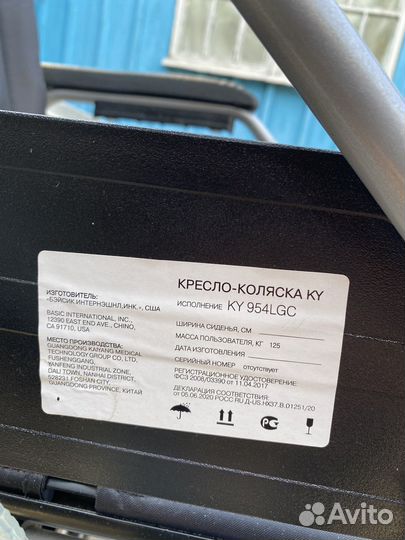 ИЗГОТОВИТЕЛЬ:
«БЭЙСИК ИНТЕРНЭШНЛ,ИНК.», США
BASIC INTERNATIONAL, INC.,
12390 EAST END AVE., CHINO,
CA 91710, USA
МЕСТО ПРОИЗВОДСТВА:
GUANGDONG KAIYANG MEDICAL
TECHNOLOGY GROUP CO., LTD,
FUSHENGGANG,
YANFENG INDUSTRIAL ZONE,
DALI TOWN, NANHAI DISTRICT,
528231 FOSHAN CITY,
GUANGDONG PROVINCE, КИТАЙ
КРЕСЛО-КОЛЯСКА KY
ИСПОЛНЕНИЕ KY 954LGC
ШИРИНА СИДЕНЬЯ, СМ
МАССА ПОЛЬЗОВАТЕЛЯ, КГ 125
ДАТА ИЗГОТОВЛЕНИЯ
СЕРИЙНЫЙ НОМЕР отсутствует
РЕГИСТРАЦИОННОЕ УДОСТОВЕРЕНИЕ
ФСЗ 2008/03390 от 11.04.2017
ДЕКЛАРАЦИЯ СООТВЕТСТВИЯ
от 05.06.2020 РОСС RU Д-US.HX37.B.01251/20
Avito